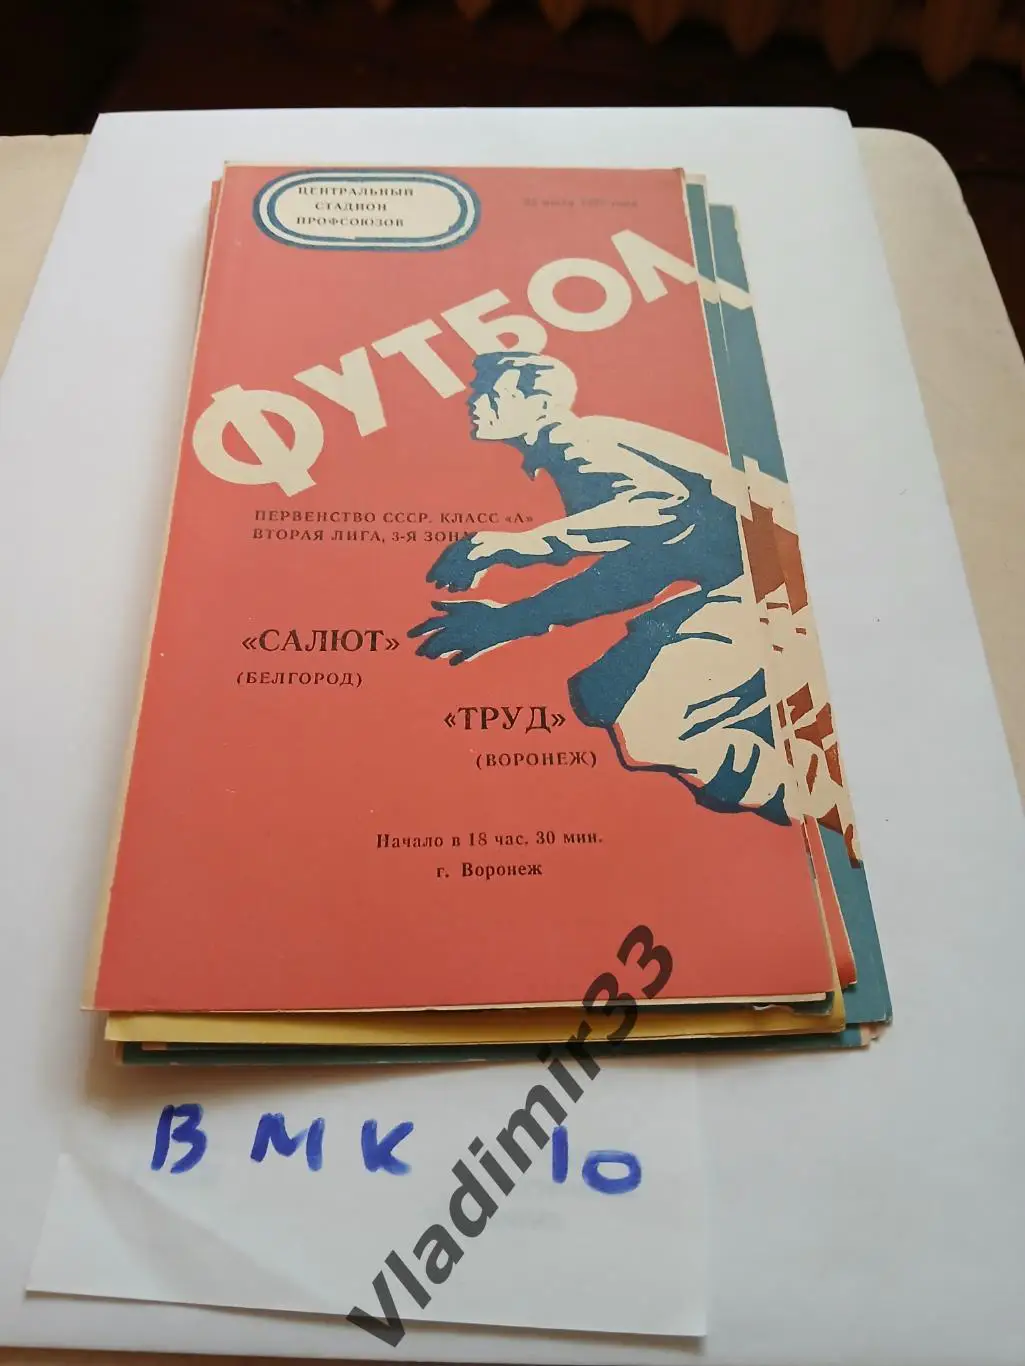 ЦЕНТРАЛЬНЫЙ
СТАДИОН
ПРОФСОЮЗОВ
ФУТБОЛ
ПЕРВЕНСТВО СССР. КЛАСС «А»
ВТОРАЯ ЛИГА, 3-Я ЗОНА
«САЛЮТ»
(БЕЛГОРОД)
«ТРУД»
(ВОРОНЕЖ)
Начало в 18 час. 30 мин.
г. Воронеж
ВМК 10
Vladimir33